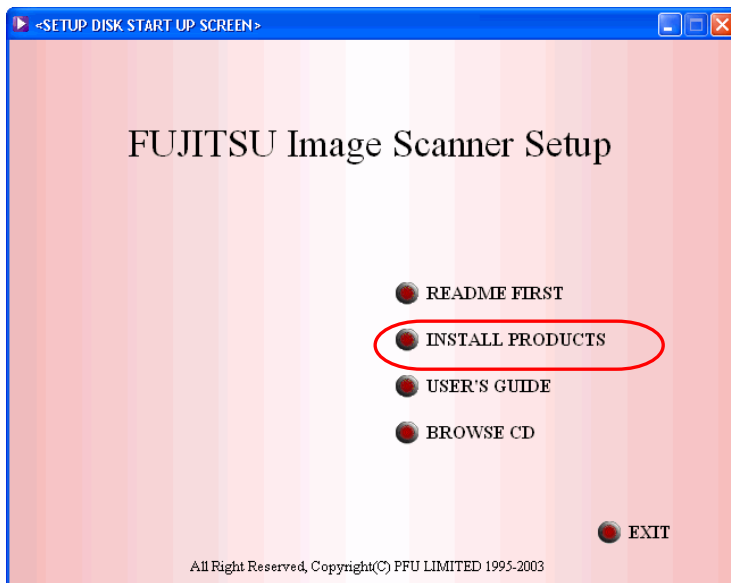 <SETUP DISK START UP SCREEN>
FUJITSU Image Scanner Setup
README FIRST
INSTALL PRODUCTS
USER'S GUIDE
BROWSE CD
EXIT
All Right Reserved, Copyright(C) PFU LIMITED 1995-2003